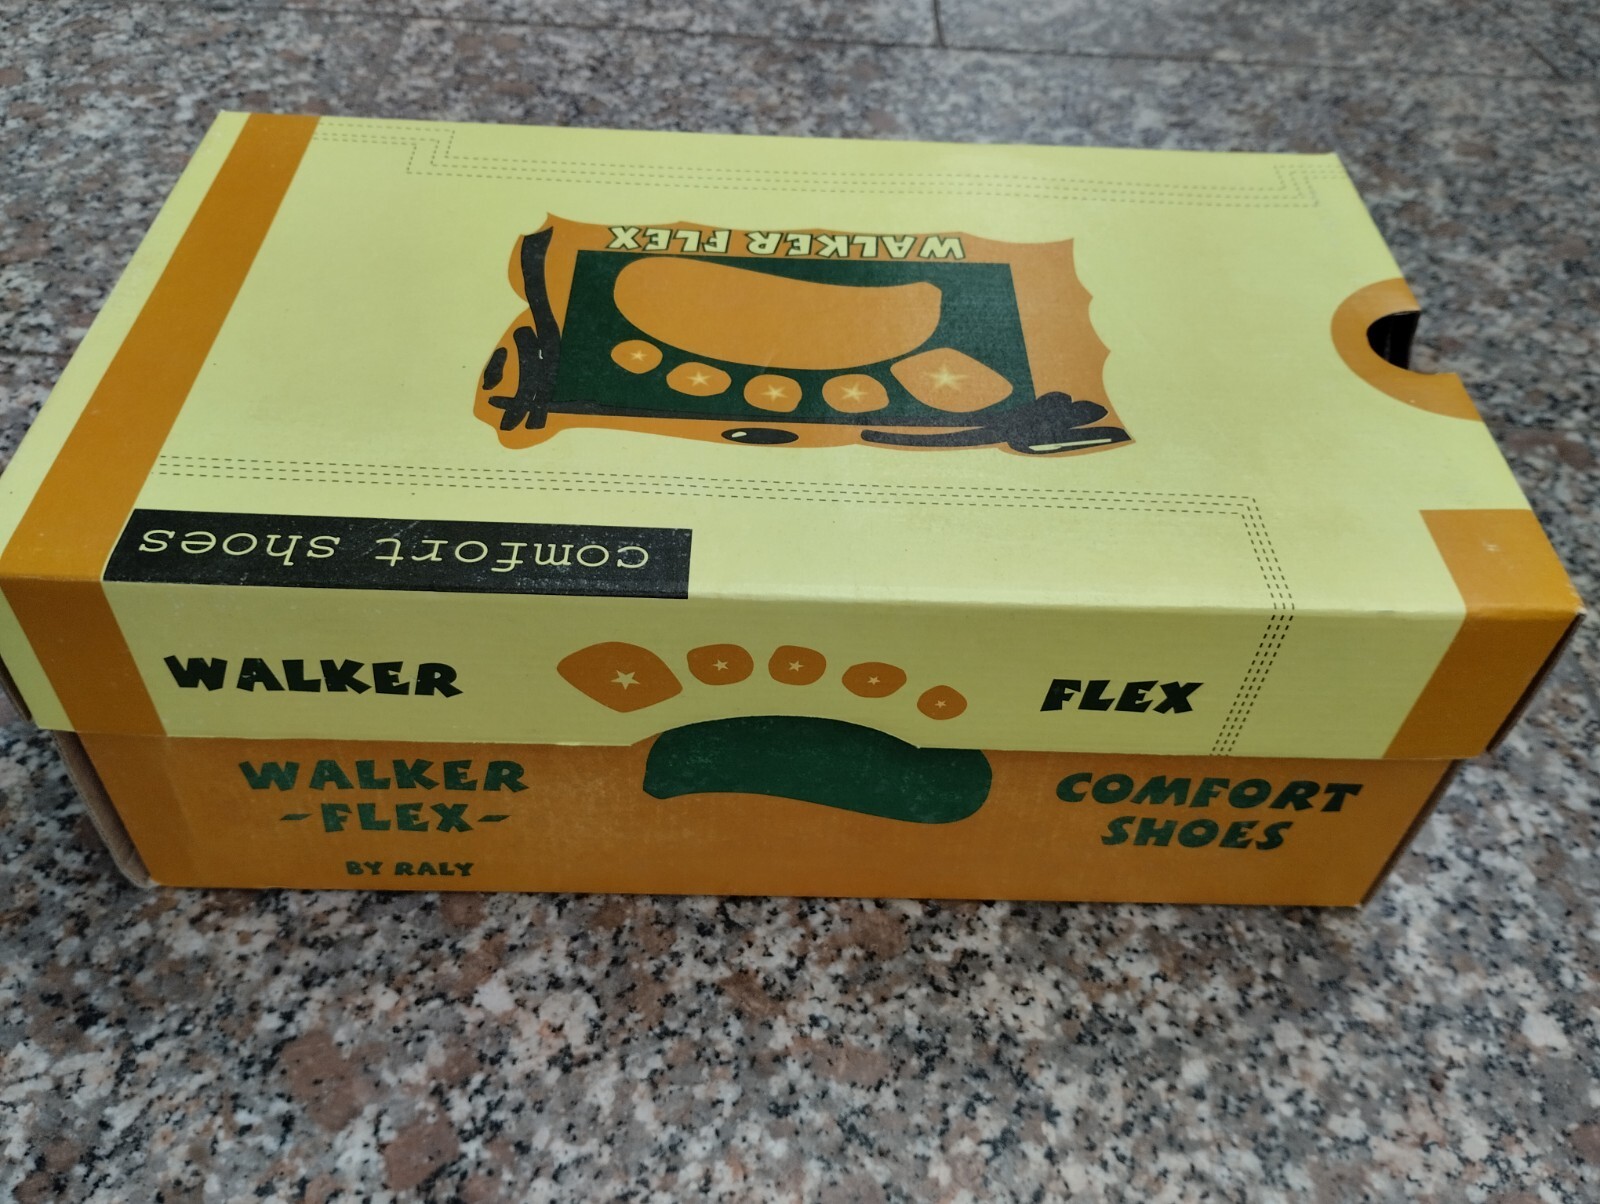 WALKER FLEX
comfort shoes
WALKER FLEX
WALKER
-FLEX-
BY RALY
COMFORT
SHOES